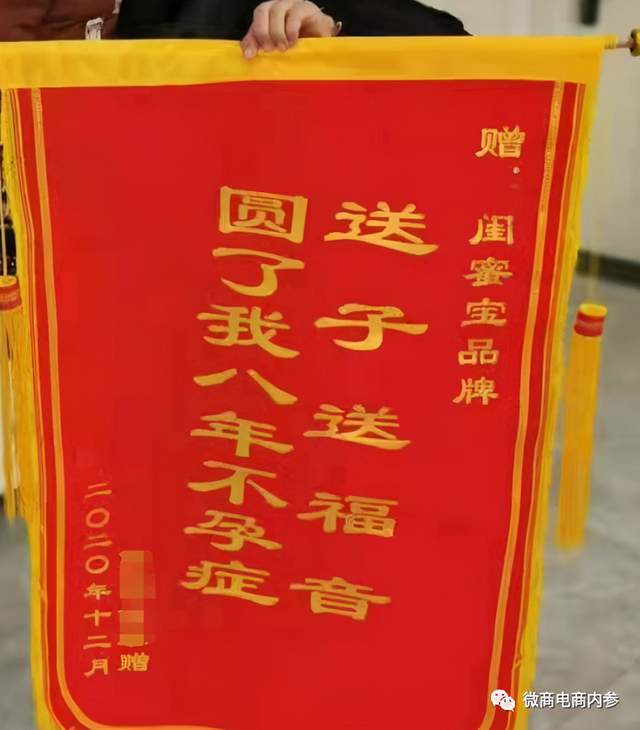 赠：闺蜜宝品牌
送子送福音
圆了我八年不孕症
赠
二〇二〇年十二月
微商电商内参